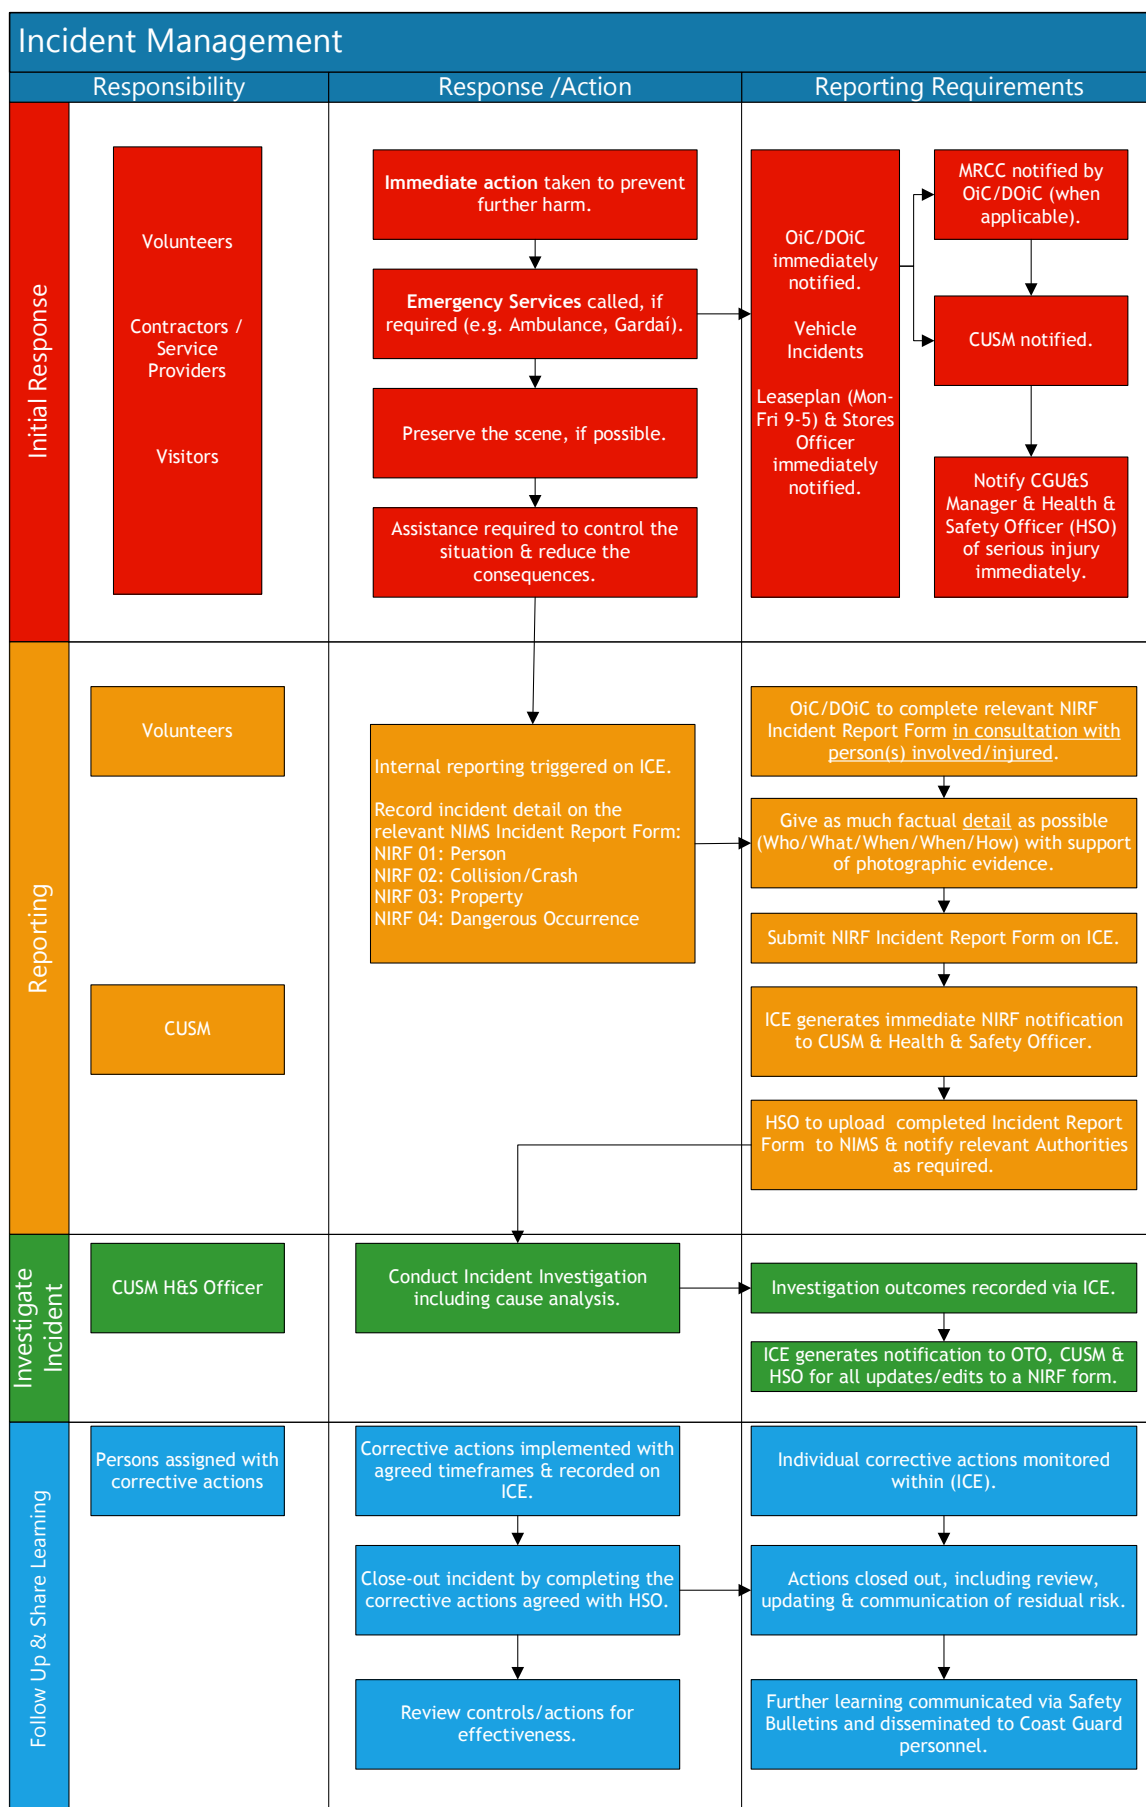 Incident Management
Responsibility
Response /Action
Reporting Requirements
Initial Response
Volunteers
Contractors /
Service
Providers
Visitors
Immediate action taken to prevent
further harm.
Emergency Services called, if
required (e.g. Ambulance, Gardaí).
Preserve the scene, if possible.
Assistance required to control the
situation & reduce the
consequences.
OiC/DOiC
immediately
notified.
Vehicle
Incidents
Leaseplan (Mon-
Fri 9-5) & Stores
Officer
immediately
notified.
MRCC notified by
OiC/DOiC (when
applicable).
CUSM notified.
Notify CGU&S
Manager & Health &
Safety Officer (HSO)
of serious injury
immediately.
Reporting
Volunteers
CUSM
Internal reporting triggered on ICE.
Record incident detail on the
relevant NIMS Incident Report Form:
NIRF 01: Person
NIRF 02: Collision/Crash
NIRF 03: Property
NIRF 04: Dangerous Occurrence
OiC/DOiC to complete relevant NIRF
Incident Report Form in consultation with
person(s) involved/injured.
Give as much factual detail as possible
(Who/What/When/When/How) with support
of photographic evidence.
Submit NIRF Incident Report Form on ICE.
ICE generates immediate NIRF notification
to CUSM & Health & Safety Officer.
HSO to upload completed Incident Report
Form to NIMS & notify relevant Authorities
as required.
Investigate
Incident
CUSM H&S Officer
Conduct Incident Investigation
including cause analysis.
Investigation outcomes recorded via ICE.
ICE generates notification to OTO, CUSM &
HSO for all updates/edits to a NIRF form.
Follow Up & Share Learning
Persons assigned with
corrective actions
Corrective actions implemented with
agreed timeframes & recorded on
ICE.
Close-out incident by completing the
corrective actions agreed with HSO.
Review controls/actions for
effectiveness.
Individual corrective actions monitored
within (ICE).
Actions closed out, including review,
updating & communication of residual risk.
Further learning communicated via Safety
Bulletins and disseminated to Coast Guard
personnel.